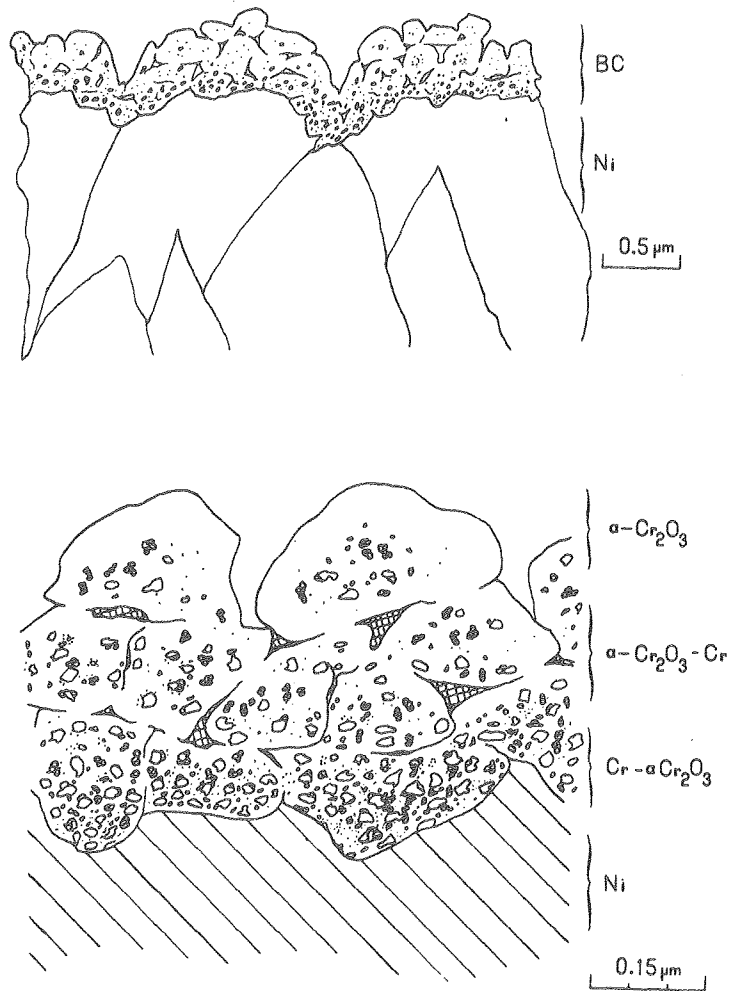 BC
Ni
0.5 µm
α-Cr₂O₃
α-Cr₂O₃-Cr
Cr-αCr₂O₃
Ni
0.15 µm